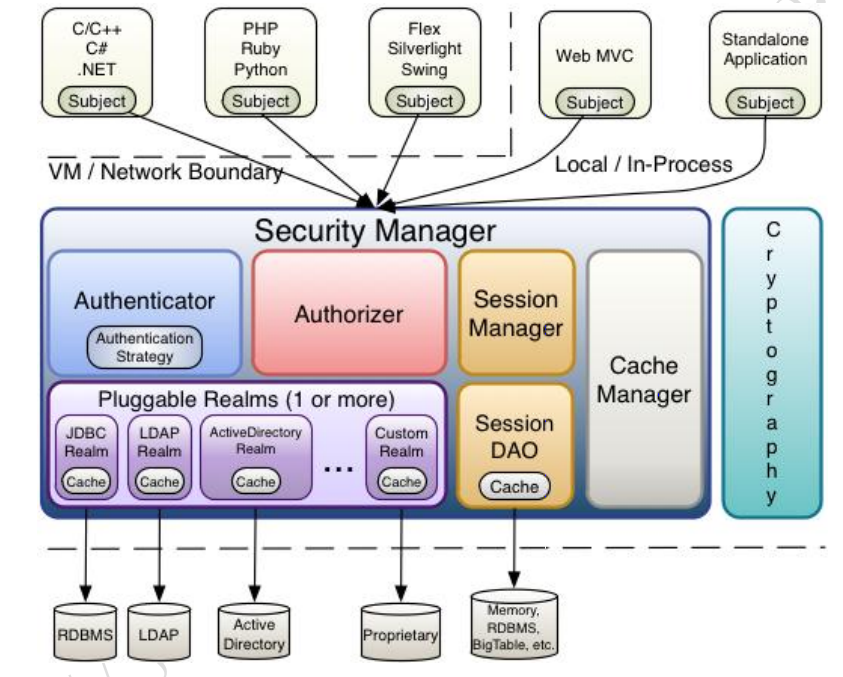 C/C++
C#
.NET
Subject
PHP
Ruby
Python
Subject
Flex
Silverlight
Swing
Subject
Web MVC
Subject
Standalone
Application
Subject
VM / Network Boundary
Local / In-Process
Security Manager
Authenticator
Authentication
Strategy
Authorizer
Session
Manager
Cache
Manager
Pluggable Realms (1 or more)
JDBC
Realm
Cache
LDAP
Realm
Cache
ActiveDirectory
Realm
Cache
...
Custom
Realm
Cache
Session
DAO
Cache
C
r
y
p
t
o
g
r
a
p
h
y
RDBMS
LDAP
Active
Directory
Proprietary
Memory,
RDBMS,
BigTable, etc.